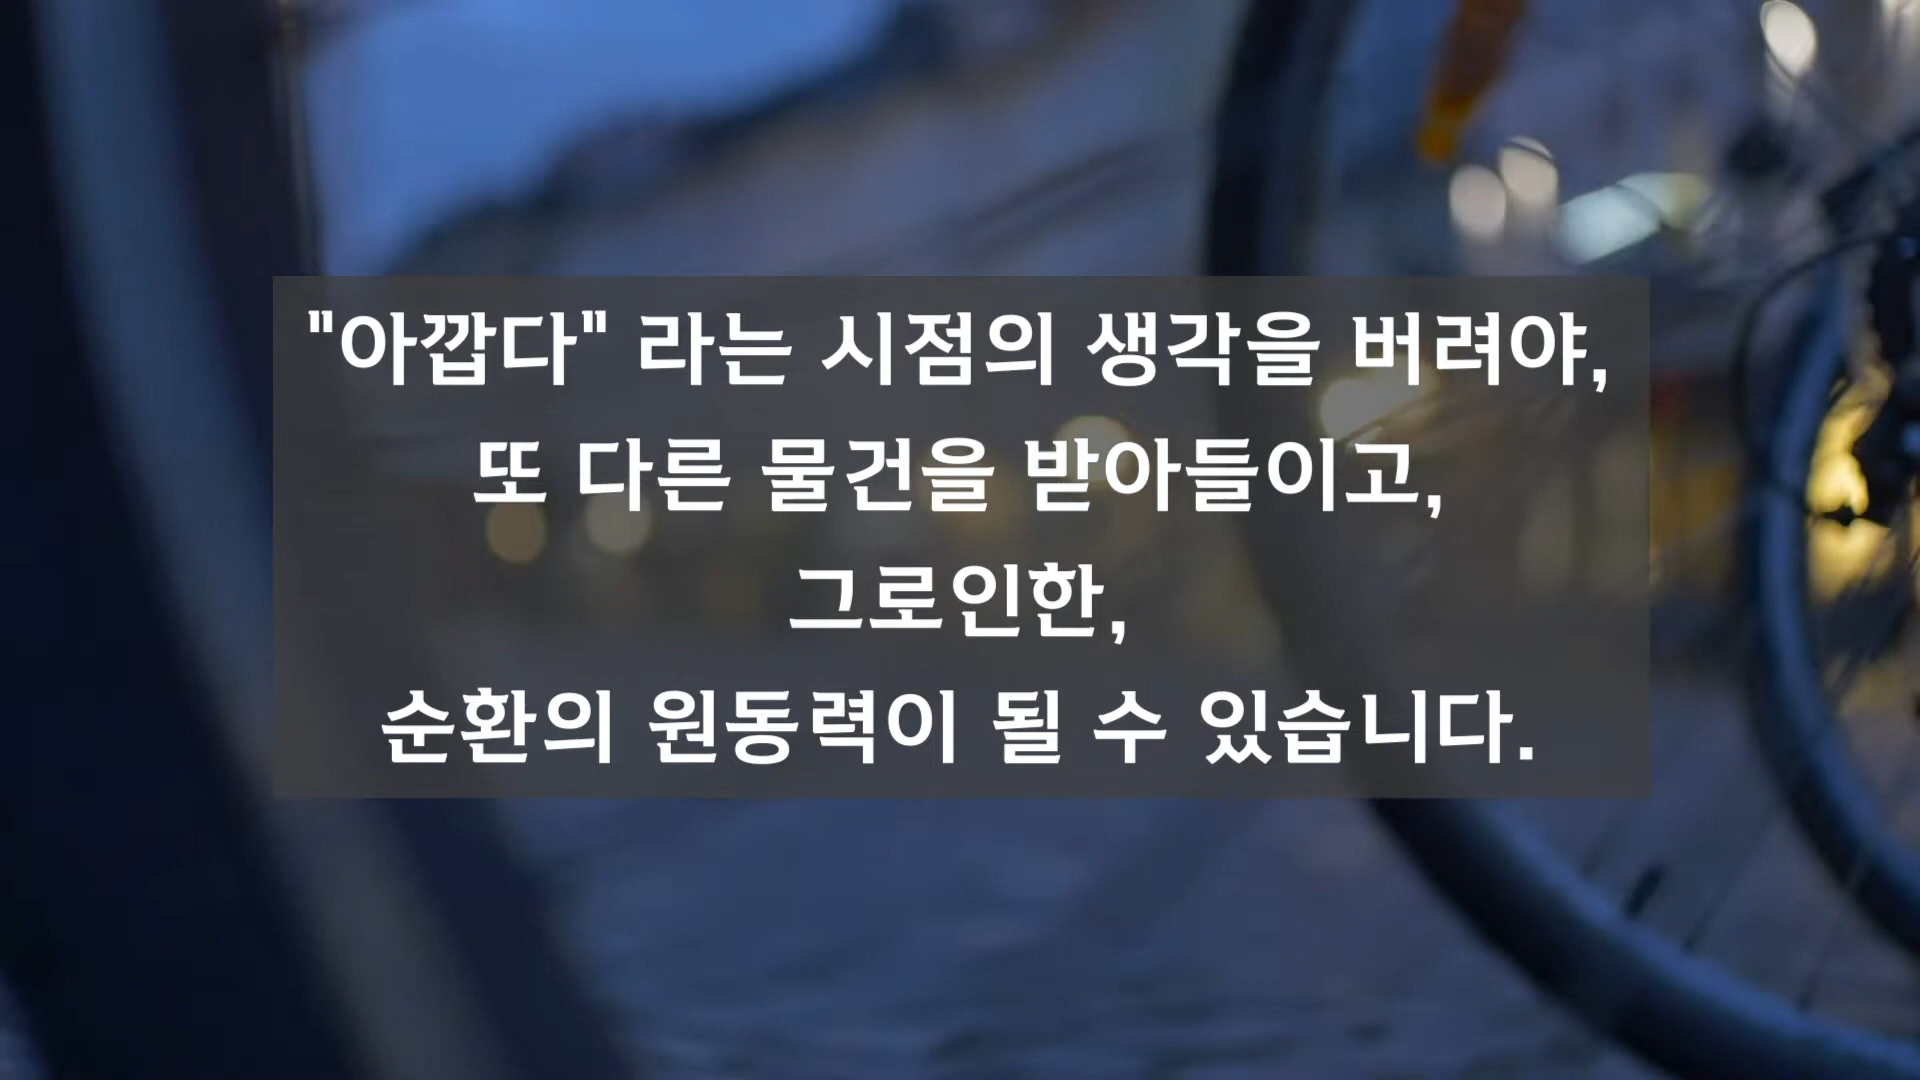 "아깝다" 라는 시점의 생각을 버려야,
또 다른 물건을 받아들이고,
그로인한,
순환의 원동력이 될 수 있습니다.